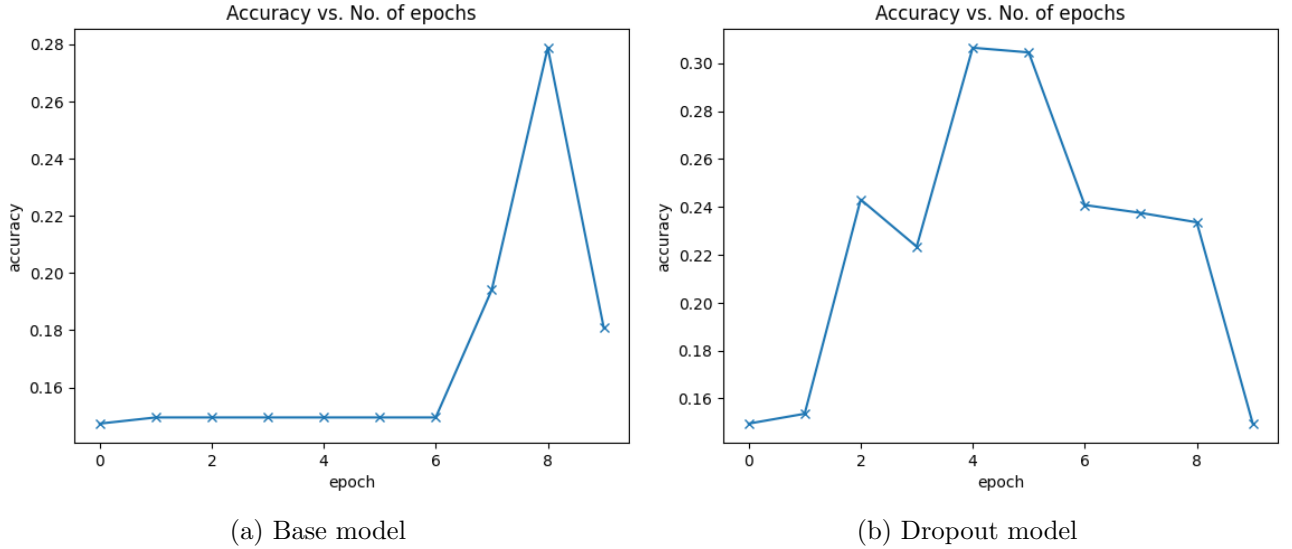 Accuracy vs. No. of epochs
0.28
0.26
0.24
0.22
0.20
0.18
0.16
accuracy
0 2 4 6 8
epoch
(a) Base model
Accuracy vs. No. of epochs
0.30
0.28
0.26
0.24
0.22
0.20
0.18
0.16
accuracy
0 2 4 6 8
epoch
(b) Dropout model